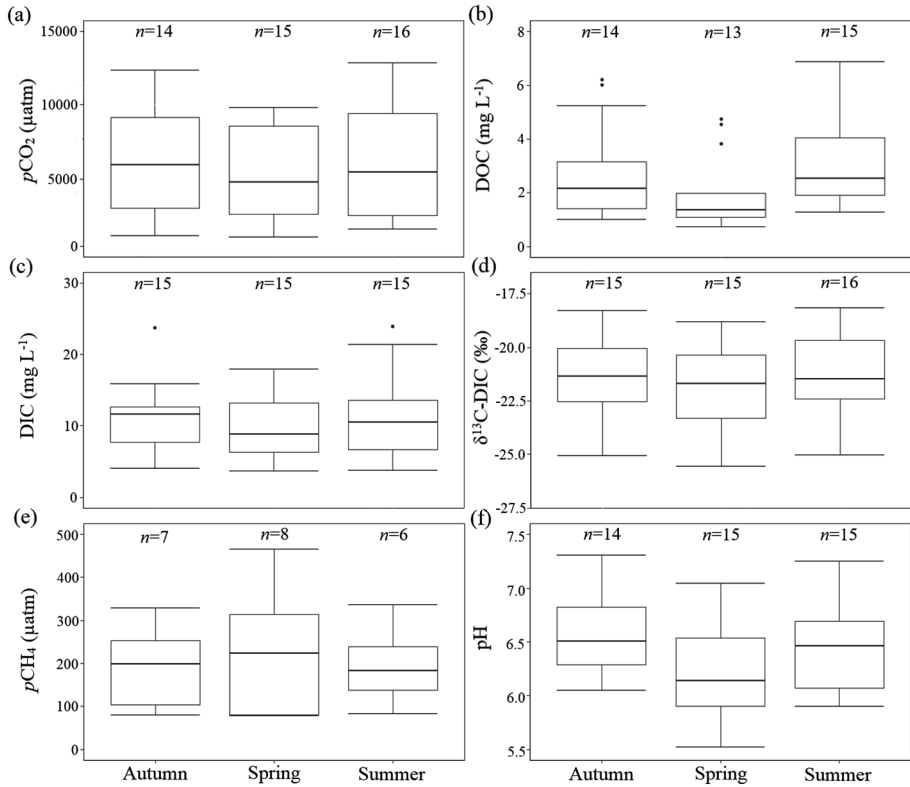 (a)
n=14
n=15
n=16
pCO₂ (µatm)
15000
10000
5000
0
(b)
n=14
n=13
n=15
DOC (mg L⁻¹)
8
6
4
2
0
(c)
n=15
n=15
n=15
DIC (mg L⁻¹)
30
20
10
0
(d)
n=15
n=15
n=16
δ¹³C-DIC (‰)
-17.5
-20.0
-22.5
-25.0
-27.5
(e)
n=7
n=8
n=6
pCH₄ (µatm)
500
400
300
200
100
0
Autumn
Spring
Summer
(f)
n=14
n=15
n=15
pH
7.5
7.0
6.5
6.0
5.5
Autumn
Spring
Summer